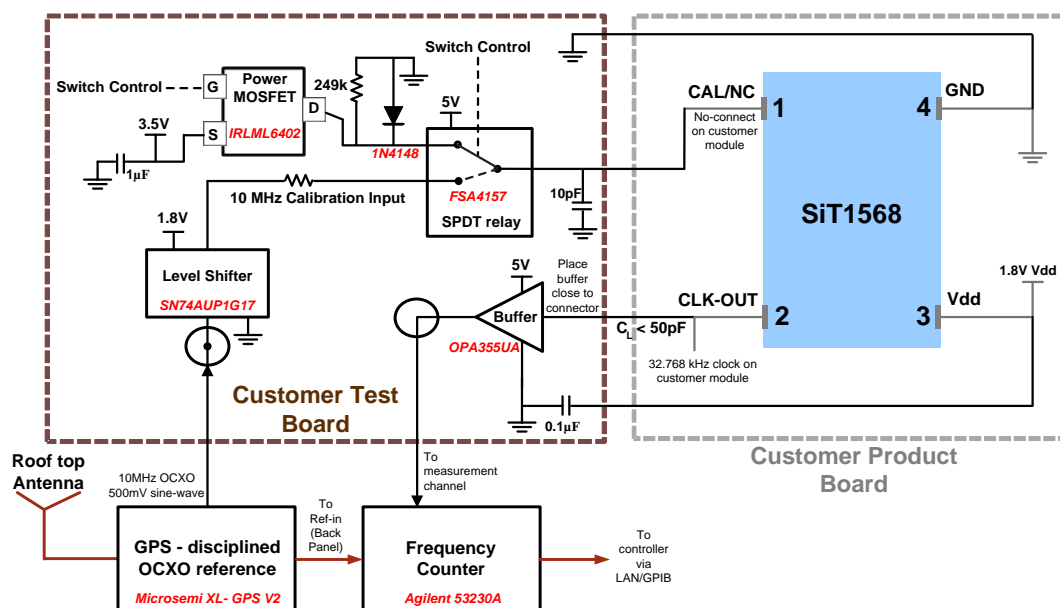 Switch Control
Switch Control
G
Power
MOSFET
D
S
IRLML6402
3.5V
1µF
249k
1N4148
5V
FSA4157
SPDT relay
10 MHz Calibration Input
10pF
1.8V
Level Shifter
SN74AUP1G17
5V
Buffer
OPA355UA
Place
buffer
close to
connector
0.1µF
Customer Test
Board
CAL/NC
No-connect
on customer
module
1
4
GND
SiT1568
CLK-OUT
2
3
Vdd
1.8V Vdd
CL < 50pF
32.768 kHz clock on
customer module
Customer Product
Board
Roof top
Antenna
10MHz OCXO
500mV sine-wave
To
measurement
channel
GPS - disciplined
OCXO reference
Microsemi XL- GPS V2
To
Ref-in
(Back
Panel)
Frequency
Counter
Agilent 53230A
To
controller
via
LAN/GPIB